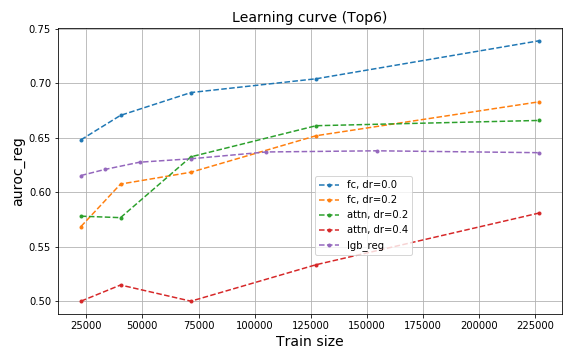 Learning curve (Top6)
auroc_reg
0.75
0.70
0.65
0.60
0.55
0.50
fc, dr=0.0
fc, dr=0.2
attn, dr=0.2
attn, dr=0.4
lgb_reg
25000 50000 75000 100000 125000 150000 175000 200000 225000
Train size